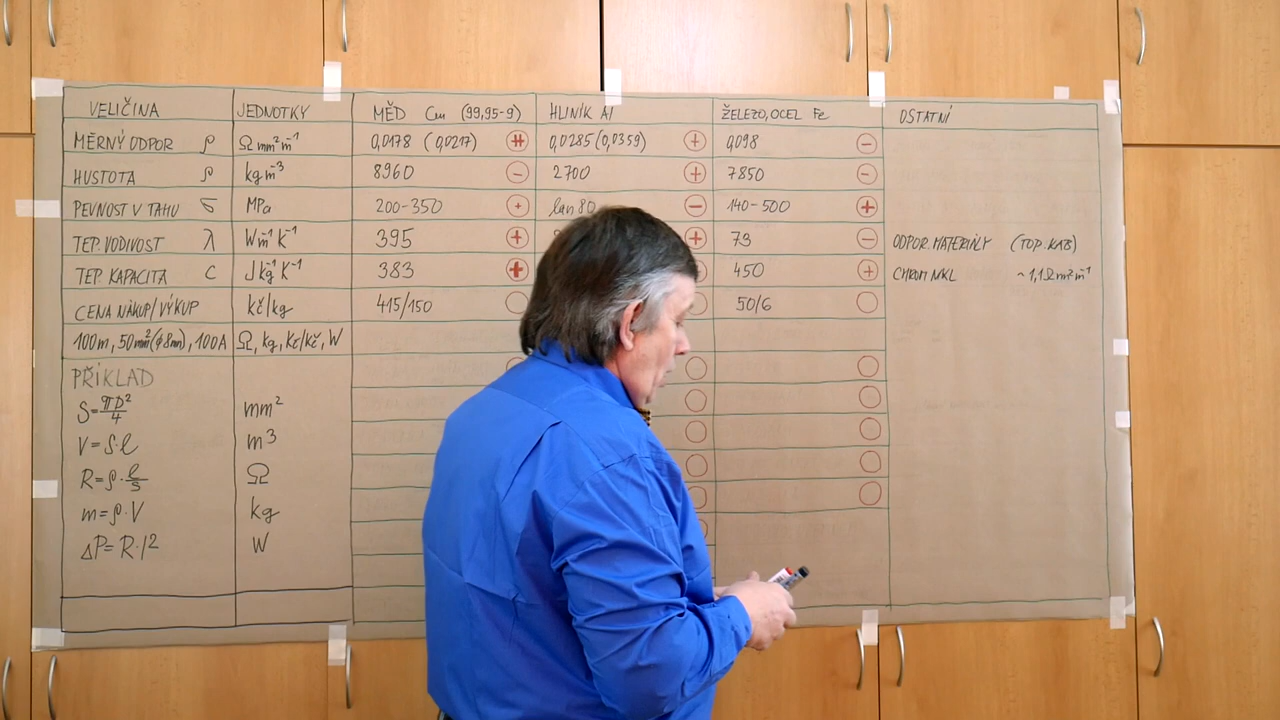 VELIČINA JEDNOTKY MĚĎ Cu (99,95-9) HLINÍK Al ŽELEZO, OCEL Fe OSTATNÍ
MĚRNÝ ODPOR ρ Ω mm² m⁻¹ 0,0178 (0,0217) 0,0285 (0,0359) 0,098
HUSTOTA ρ kg m⁻³ 8960 2700 7850
PEVNOST V TAHU σ MPa 200-350 80 140-500
TEP. VODIVOST λ W m⁻¹ K⁻¹ 395 73 ODPOR. MATERIÁLY (TOP. KAB)
TEP. KAPACITA c J kg⁻¹ K⁻¹ 383 450 CHROM NIKL ~1,1 Ω mm² m⁻¹
CENA NÁKUP/VÝKUP kč/kg 415/150 50/6
100m, 50mm² (ϕ8mm), 100A Ω, kg, Kč/kč, W
PŘÍKLAD
S=πD²/4 mm²
V=S·l m³
R=ρ·l/S Ω
m=ρ·V kg
ΔP=R·I² W